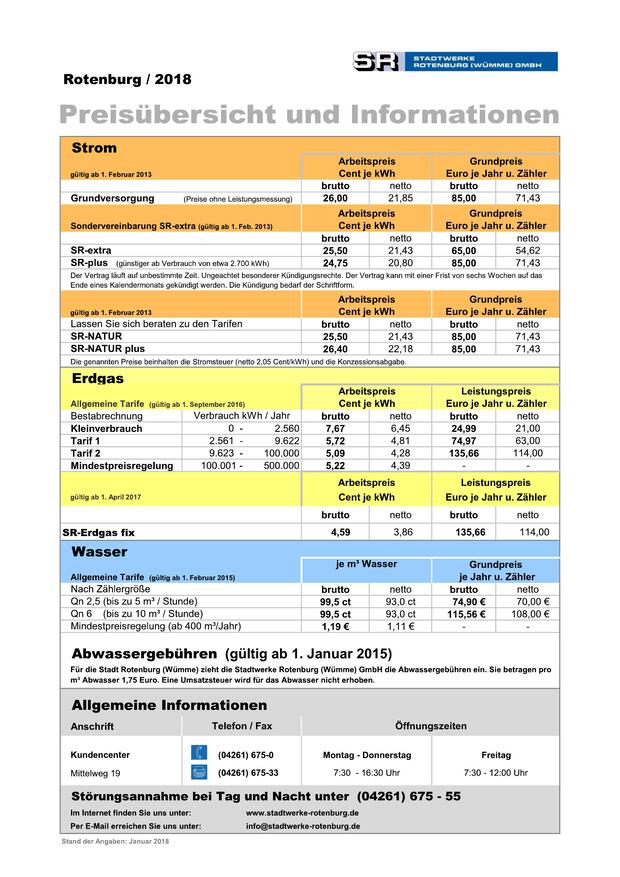 SR STADTWERKE
ROTENBURG (WÜMME) GMBH
Rotenburg / 2018
Preisübersicht und Informationen
Strom
Arbeitspreis Grundpreis
gültig ab 1. Februar 2013 Cent je kWh Euro je Jahr u. Zähler
brutto netto brutto netto
Grundversorgung (Preise ohne Leistungsmessung) 26,00 21,85 85,00 71,43
Arbeitspreis Grundpreis
Sondervereinbarung SR-extra (gültig ab 1. Feb. 2013) Cent je kWh Euro je Jahr u. Zähler
brutto netto brutto netto
SR-extra 25,50 21,43 65,00 54,62
SR-plus (günstiger ab Verbrauch von etwa 2.700 kWh) 24,75 20,80 85,00 71,43
Der Vertrag läuft auf unbestimmte Zeit. Ungeachtet besonderer Kündigungsrechte. Der Vertrag kann mit einer Frist von sechs Wochen auf das
Ende eines Kalendermonats gekündigt werden. Die Kündigung bedarf der Schriftform.
Arbeitspreis Grundpreis
gültig ab 1. Februar 2013 Cent je kWh Euro je Jahr u. Zähler
Lassen Sie sich beraten zu den Tarifen brutto netto brutto netto
SR-NATUR 25,50 21,43 85,00 71,43
SR-NATUR plus 26,40 22,18 85,00 71,43
Die genannten Preise beinhalten die Stromsteuer (netto 2,05 Cent/kWh) und die Konzessionsabgabe.
Erdgas
Arbeitspreis Leistungspreis
Allgemeine Tarife (gültig ab 1. September 2016) Cent je kWh Euro je Jahr u. Zähler
Bestabrechnung Verbrauch kWh / Jahr brutto netto brutto netto
Kleinverbrauch 0 - 2.560 7,67 6,45 24,99 21,00
Tarif 1 2.561 - 9.622 5,72 4,81 74,97 63,00
Tarif 2 9.623 - 100.000 5,09 4,28 135,66 114,00
Mindestpreisregelung 100.001 - 500.000 5,22 4,39 - -
Arbeitspreis Leistungspreis
gültig ab 1. April 2017 Cent je kWh Euro je Jahr u. Zähler
brutto netto brutto netto
SR-Erdgas fix 4,59 3,86 135,66 114,00
Wasser
je m³ Wasser Grundpreis
Allgemeine Tarife (gültig ab 1. Februar 2015) je Jahr u. Zähler
Nach Zählergröße brutto netto brutto netto
Qn 2,5 (bis zu 5 m³ / Stunde) 99,5 ct 93,0 ct 74,90 € 70,00 €
Qn 6 (bis zu 10 m³ / Stunde) 99,5 ct 93,0 ct 115,56 € 108,00 €
Mindestpreisregelung (ab 400 m³/Jahr) 1,19 € 1,11 € - -
Abwassergebühren (gültig ab 1. Januar 2015)
Für die Stadt Rotenburg (Wümme) zieht die Stadtwerke Rotenburg (Wümme) GmbH die Abwassergebühren ein. Sie betragen pro
m³ Abwasser 1,75 Euro. Eine Umsatzsteuer wird für das Abwasser nicht erhoben.
Allgemeine Informationen
Anschrift Telefon / Fax Öffnungszeiten
Kundencenter (04261) 675-0 Montag - Donnerstag Freitag
Mittelweg 19 (04261) 675-33 7:30 - 16:30 Uhr 7:30 - 12:00 Uhr
Störungsannahme bei Tag und Nacht unter (04261) 675 - 55
Im Internet finden Sie uns unter: www.stadtwerke-rotenburg.de
Per E-Mail erreichen Sie uns unter: info@stadtwerke-rotenburg.de
Stand der Angaben: Januar 2018